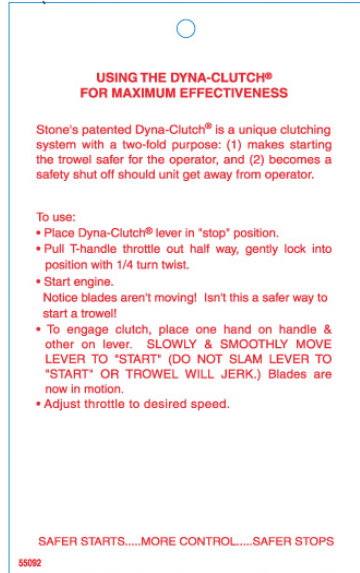 USING THE DYNA-CLUTCH®
FOR MAXIMUM EFFECTIVENESS
Stone's patented Dyna-Clutch® is a unique clutching
system with a two-fold purpose: (1) makes starting
the trowel safer for the operator, and (2) becomes a
safety shut off should unit get away from operator.
To use:
• Place Dyna-Clutch® lever in "stop" position.
• Pull T-handle throttle out half way, gently lock into
position with 1/4 turn twist.
• Start engine.
Notice blades aren't moving! Isn't this a safer way to
start a trowel!
• To engage clutch, place one hand on handle &
other on lever. SLOWLY & SMOOTHLY MOVE
LEVER TO "START" (DO NOT SLAM LEVER TO
"START" OR TROWEL WILL JERK.) Blades are
now in motion.
• Adjust throttle to desired speed.
SAFER STARTS.....MORE CONTROL.....SAFER STOPS
55092